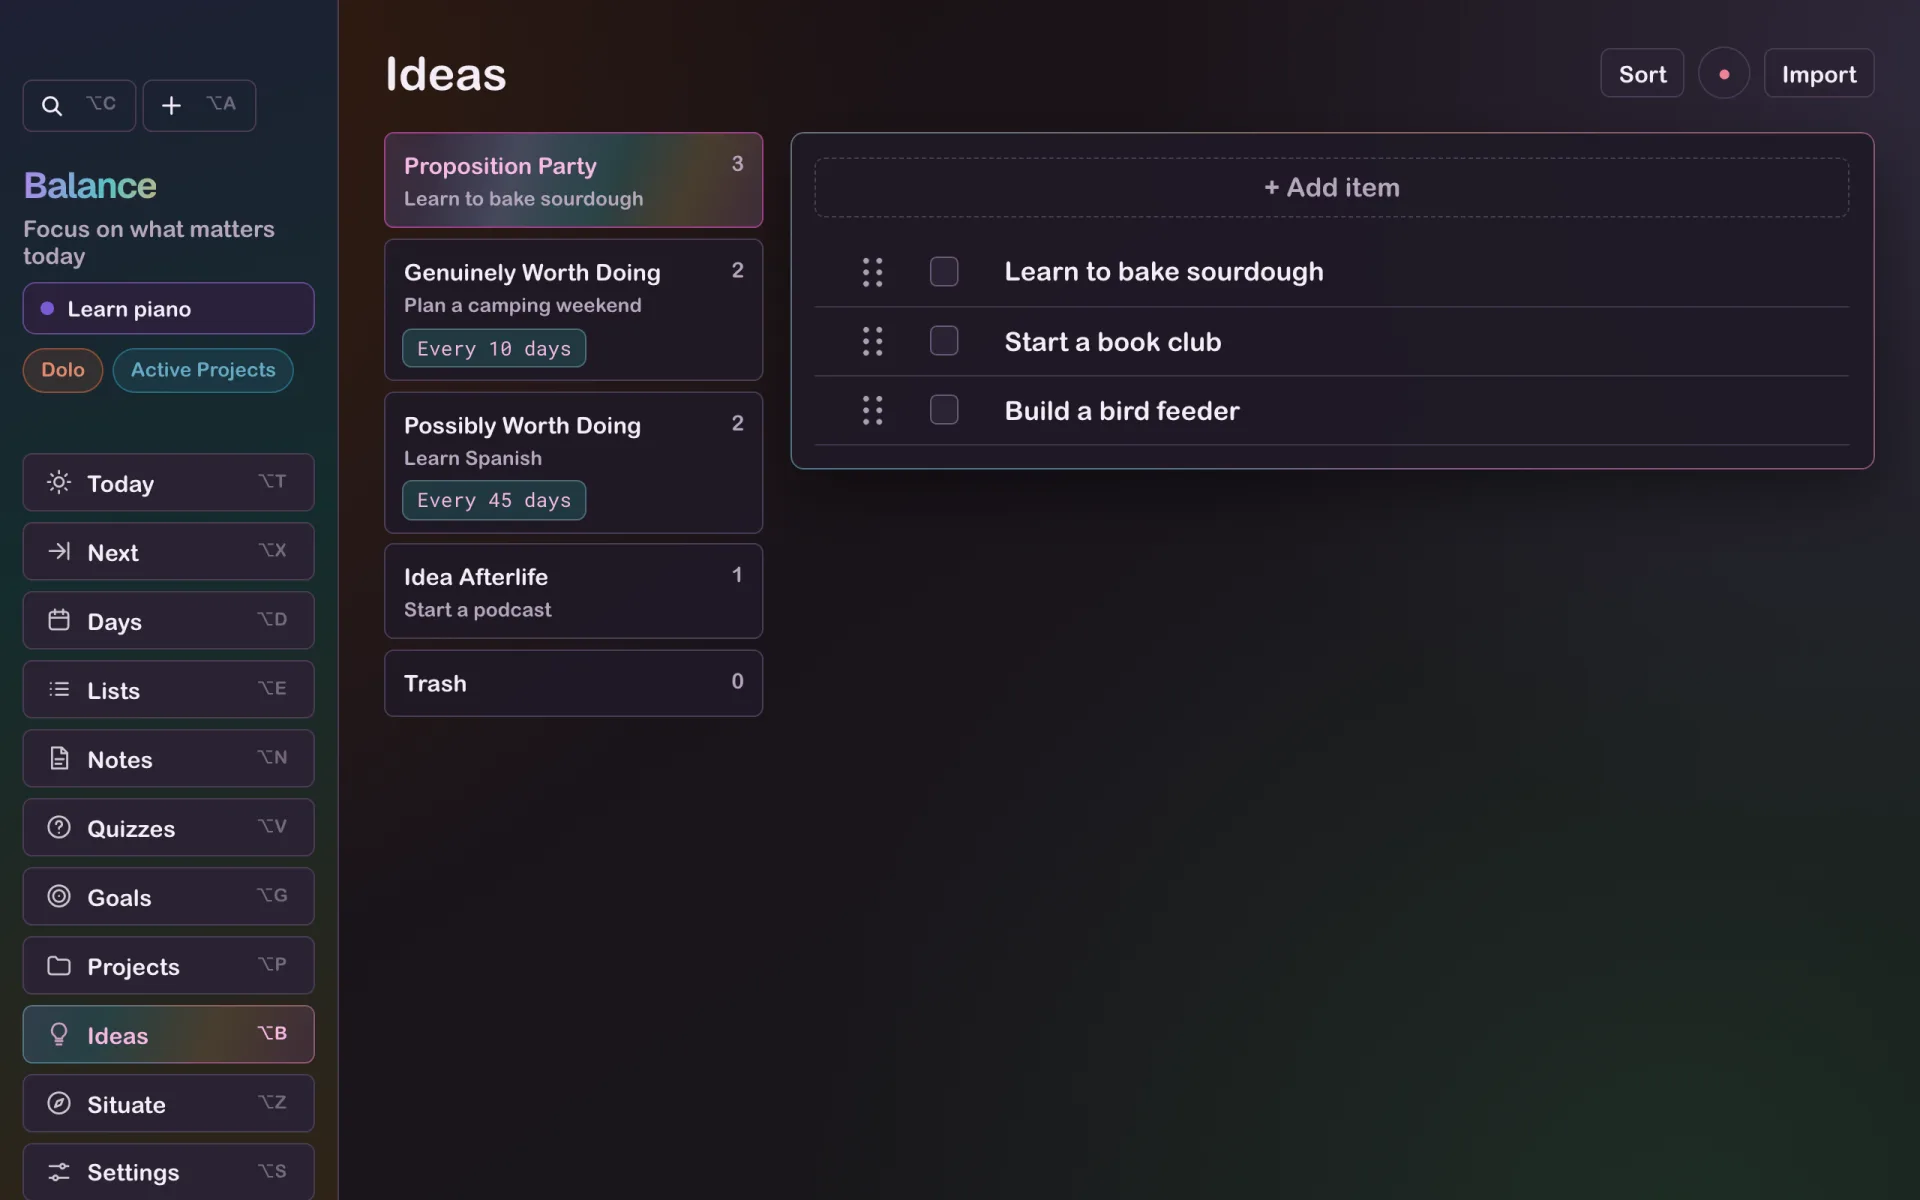 ⌥C
⌥A
Balance
Focus on what matters
today
Learn piano
Dolo
Active Projects
Today ⌥T
Next ⌥X
Days ⌥D
Lists ⌥E
Notes ⌥N
Quizzes ⌥V
Goals ⌥G
Projects ⌥P
Ideas ⌥B
Situate ⌥Z
Settings ⌥S
Ideas
Sort
Import
Proposition Party 3
Learn to bake sourdough
Genuinely Worth Doing 2
Plan a camping weekend
Every 10 days
Possibly Worth Doing 2
Learn Spanish
Every 45 days
Idea Afterlife 1
Start a podcast
Trash 0
+ Add item
Learn to bake sourdough
Start a book club
Build a bird feeder